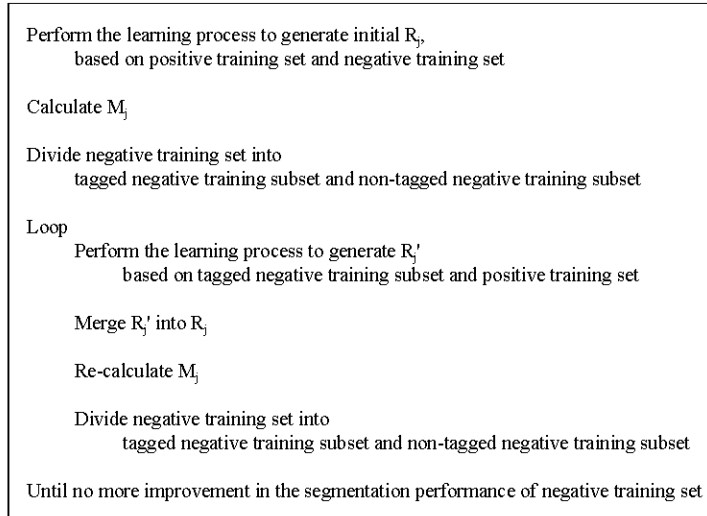 Perform the learning process to generate initial Rj,
based on positive training set and negative training set
Calculate Mj
Divide negative training set into
tagged negative training subset and non-tagged negative training subset
Loop
Perform the learning process to generate Rj'
based on tagged negative training subset and positive training set
Merge Rj' into Rj
Re-calculate Mj
Divide negative training set into
tagged negative training subset and non-tagged negative training subset
Until no more improvement in the segmentation performance of negative training set